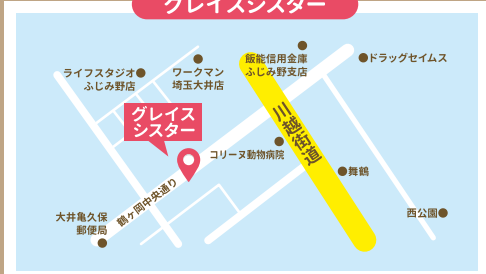 グレイスシスター
飯能信用金庫
ふじみ野支店
ドラッグセイムス
ライフスタジオ
ふじみ野店
ワークマン
埼玉大井店
グレイス
シスター
川越街道
コリーヌ動物病院
舞鶴
鶴ヶ岡中央通り
大井亀久保
郵便局
西公園